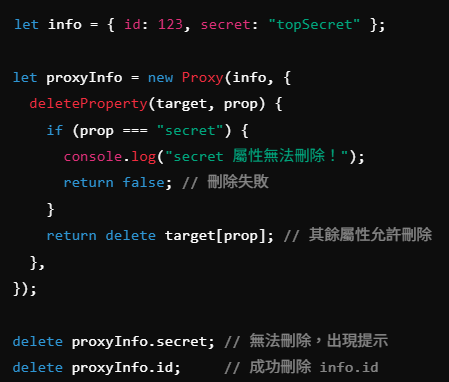 let info = { id: 123, secret: "topSecret" };

let proxyInfo = new Proxy(info, {
  deleteProperty(target, prop) {
    if (prop === "secret") {
      console.log("secret 屬性無法刪除！");
      return false; // 刪除失敗
    }
    return delete target[prop]; // 其餘屬性允許刪除
  },
});

delete proxyInfo.secret; // 無法刪除，出現提示
delete proxyInfo.id;     // 成功刪除 info.id